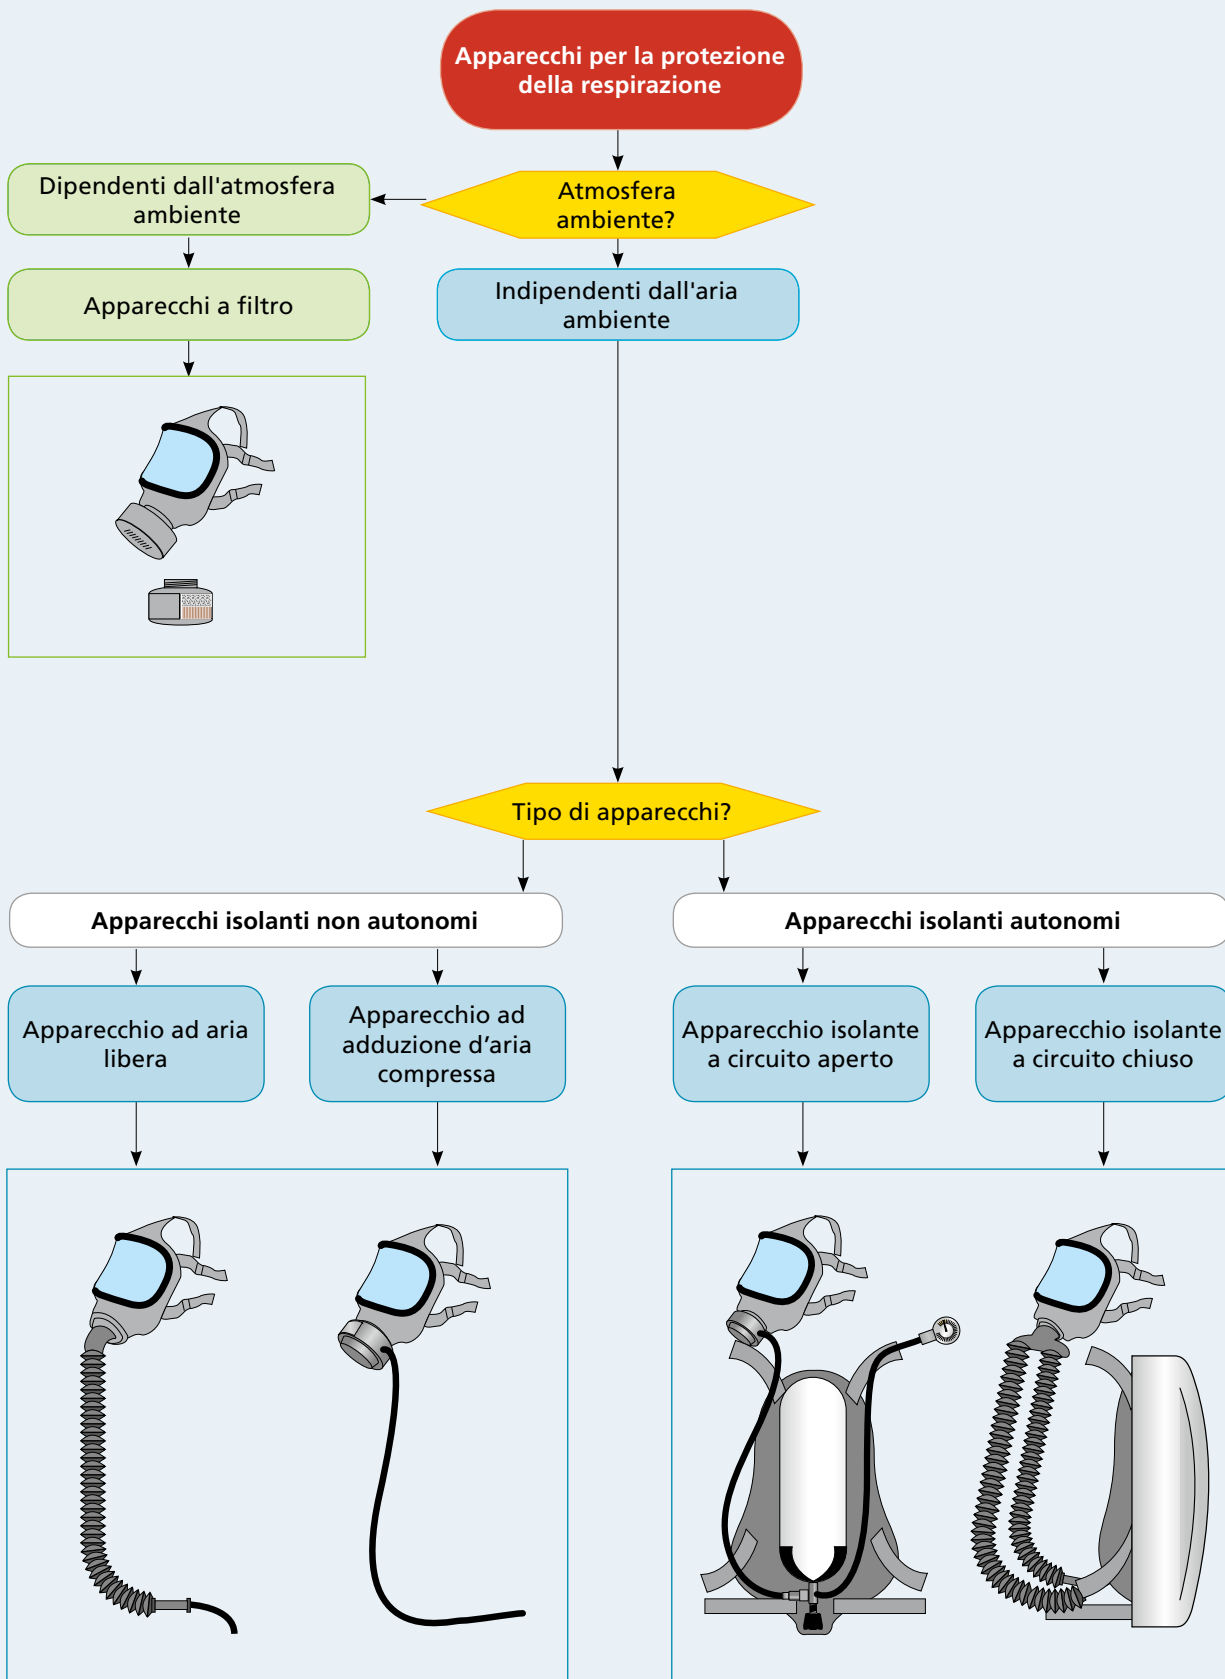 Apparecchi per la protezione
della respirazione
Dipendenti dall'atmosfera
ambiente
Atmosfera
ambiente?
Apparecchi a filtro
Indipendenti dall'aria
ambiente
Tipo di apparecchi?
Apparecchi isolanti non autonomi
Apparecchi isolanti autonomi
Apparecchio ad aria
libera
Apparecchio ad
adduzione d’aria
compressa
Apparecchio isolante
a circuito aperto
Apparecchio isolante
a circuito chiuso